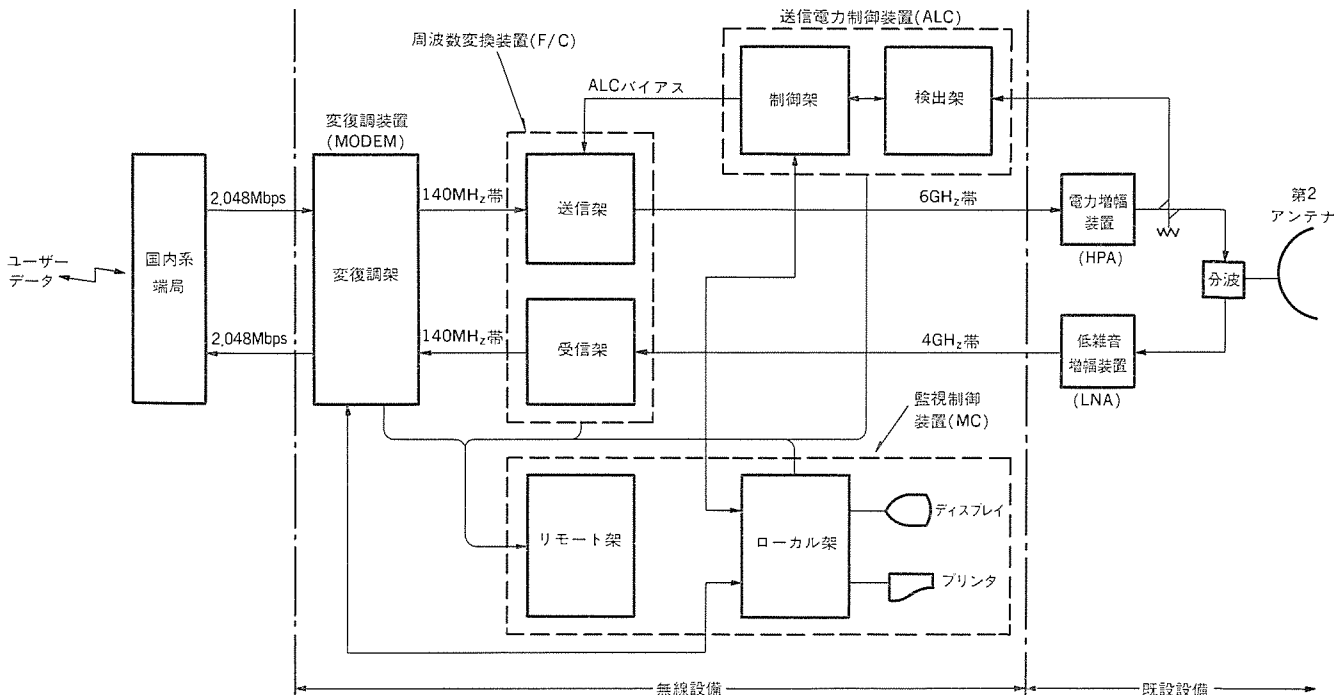 送信電力制御装置(ALC)
周波数変換装置(F/C)
ALCバイアス
制御架
検出架
変復調装置
(MODEM)
2,048Mbps
140MHz帯
送信架
6GHz帯
電力増幅
装置
(HPA)
第2
アンテナ
ユーザー
データ
国内系
端局
変復調架
分波
2,048Mbps
140MHz帯
受信架
4GHz帯
低雑音
増幅装置
(LNA)
監視制御
装置(MC)
リモート架
ローカル架
ディスプレイ
プリンタ
無線設備
既設設備